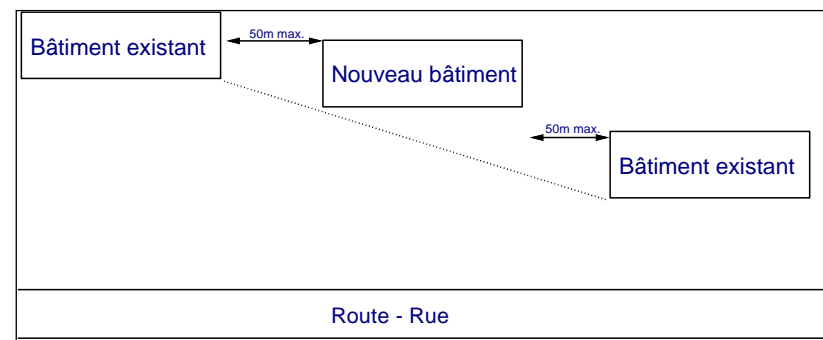 Bâtiment existant
50m max.
Nouveau bâtiment
50m max.
Bâtiment existant
Route - Rue